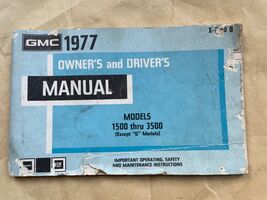 GMC 1977
OWNER'S and DRIVER'S
MANUAL
MODELS
1500 thru 3500
(Except "G" Models)
IMPORTANT OPERATING, SAFETY
AND MAINTENANCE INSTRUCTIONS